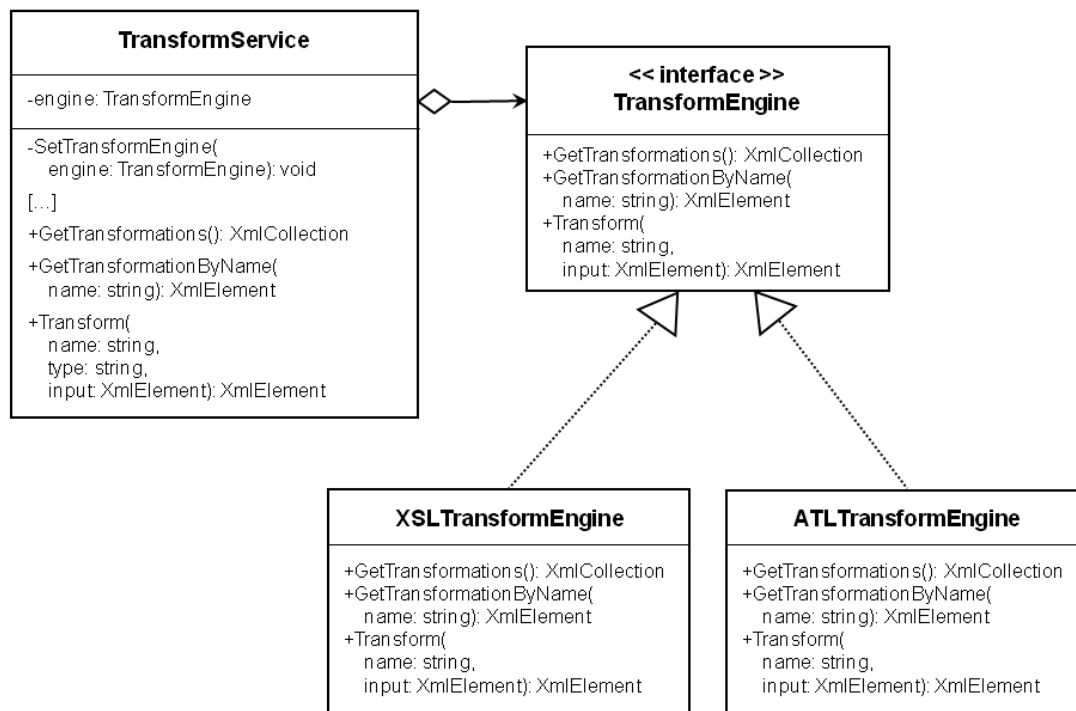 TransformService
-engine: TransformEngine
-SetTransformEngine(
engine: TransformEngine): void
[...]
+GetTransformations(): XmlCollection
+GetTransformationByName(
name: string): XmlElement
+Transform(
name: string,
type: string,
input: XmlElement): XmlElement
<< interface >>
TransformEngine
+GetTransformations(): XmlCollection
+GetTransformationByName(
name: string): XmlElement
+Transform(
name: string,
input: XmlElement): XmlElement
XSLTransformEngine
+GetTransformations(): XmlCollection
+GetTransformationByName(
name: string): XmlElement
+Transform(
name: string,
input: XmlElement): XmlElement
ATLTransformEngine
+GetTransformations(): XmlCollection
+GetTransformationByName(
name: string): XmlElement
+Transform(
name: string,
input: XmlElement): XmlElement